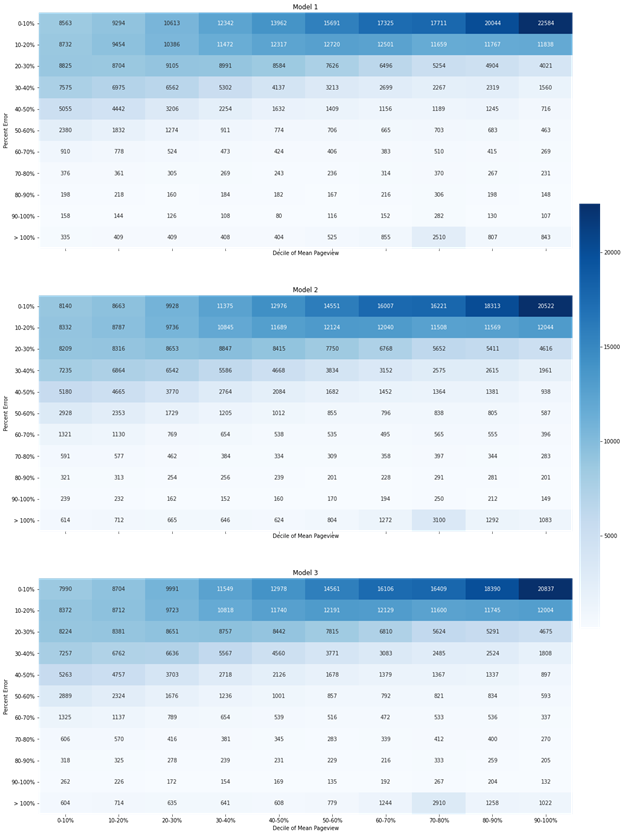 Model 1
0-10% 8563 9294 10613 12342 13962 15691 17325 17711 20044 22584
10-20% 8732 9454 10386 11472 12317 12720 12501 11659 11767 11838
20-30% 8825 8704 9105 8991 8584 7626 6496 5254 4904 4021
30-40% 7575 6975 6562 5302 4137 3213 2699 2267 2319 1560
40-50% 5055 4442 3206 2254 1632 1409 1156 1189 1245 716
50-60% 2380 1832 1274 911 774 706 665 703 683 463
60-70% 910 778 524 473 424 406 383 510 415 269
70-80% 376 361 305 269 243 236 314 370 267 231
80-90% 198 218 160 184 182 167 216 306 198 148
90-100% 158 144 126 108 80 116 152 282 130 107
> 100% 335 409 409 408 404 525 855 2510 807 843
Percent Error
Decile of Mean Pageview
Model 2
0-10% 8140 8663 9928 11375 12976 14551 16007 16221 18313 20522
10-20% 8332 8787 9736 10845 11689 12124 12040 11508 11569 12044
20-30% 8209 8316 8653 8847 8415 7750 6768 5652 5411 4616
30-40% 7235 6864 6542 5586 4668 3834 3152 2575 2615 1961
40-50% 5180 4665 3770 2764 2084 1682 1452 1364 1381 938
50-60% 2928 2353 1729 1205 1012 855 796 838 805 587
60-70% 1321 1130 769 654 538 535 495 565 555 396
70-80% 591 577 462 384 334 309 358 397 344 283
80-90% 321 313 254 256 239 201 228 291 281 201
90-100% 239 232 162 152 160 170 194 250 212 149
> 100% 614 712 665 646 624 804 1272 3100 1292 1083
Percent Error
Decile of Mean Pageview
Model 3
0-10% 7990 8704 9991 11549 12978 14561 16106 16409 18390 20837
10-20% 8372 8712 9723 10818 11740 12191 12129 11600 11745 12004
20-30% 8224 8381 8651 8757 8442 7815 6810 5624 5291 4675
30-40% 7257 6762 6636 5567 4560 3771 3083 2485 2524 1808
40-50% 5263 4757 3703 2718 2126 1678 1379 1367 1337 897
50-60% 2889 2324 1676 1236 1001 857 792 821 834 593
60-70% 1325 1137 789 654 539 516 472 533 536 337
70-80% 606 570 416 381 345 283 339 412 400 270
80-90% 318 325 278 239 231 229 216 333 259 205
90-100% 262 226 172 154 169 135 192 267 204 132
> 100% 604 714 635 641 608 779 1244 2910 1258 1022
Percent Error
0-10% 10-20% 20-30% 30-40% 40-50% 50-60% 60-70% 70-80% 80-90% 90-100%
Decile of Mean Pageview
20000
15000
10000
5000